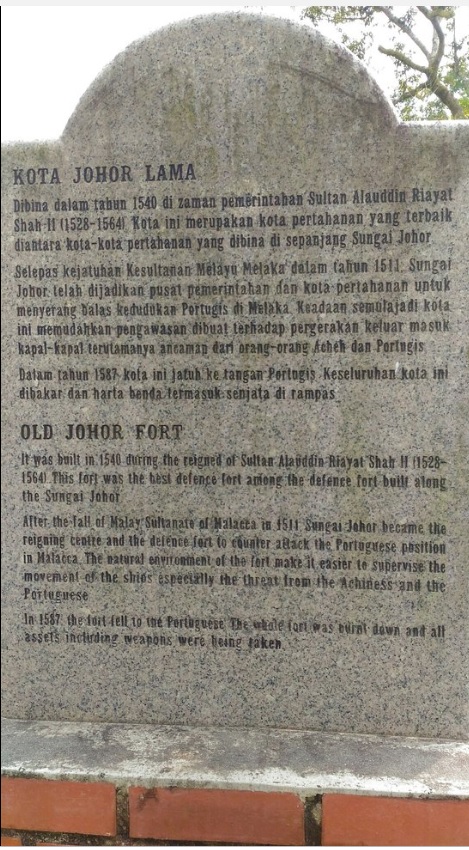 KOTA JOHOR LAMA
Dibina dalam tahun 1540 di zaman pemerintahan Sultan Alauddin Riayat
Shah II (1528-1564) Kota ini merupakan kota pertahanan yang terbaik
diantara kota-kota pertahanan yang dibina di sepanjang Sungai Johor.
Selepas kejatuhan Kesultanan Melayu Melaka dalam tahun 1511, Sungai
Johor telah dijadikan pusat pemerintahan dan kota pertahanan untuk
menyerang balas kedudukan Portugis di Melaka. Keadaan semulajadi kota
ini memudahkan pengawasan dibuat terhadap pergerakan keluar masuk
kapal-kapal terutamanya ancaman dari orang-orang Acheh dan Portugis.
Dalam tahun 1587 kota ini jatuh ke tangan Portugis. Keseluruhan kota ini
dibakar dan harta benda termasuk senjata di rampas.
OLD JOHOR FORT
It was built in 1540 during the reigned of Sultan Alauddin Riayat Shah II (1528-
1564) This fort was the best defence fort among the defence fort built along
the Sungai Johor.
After the fall of Malay Sultanate of Malacca in 1511 Sungai Johor became the
reigning centre and the defence fort to counter attack the Portuguese position
in Malacca. The natural environment of the fort make it easier to supervise the
movement of the ships especially the threat from the Achiness and the
Portuguese.
In 1587 the fort fell to the Portuguese. The whole fort was burnt down and all
assets including weapons were being taken.